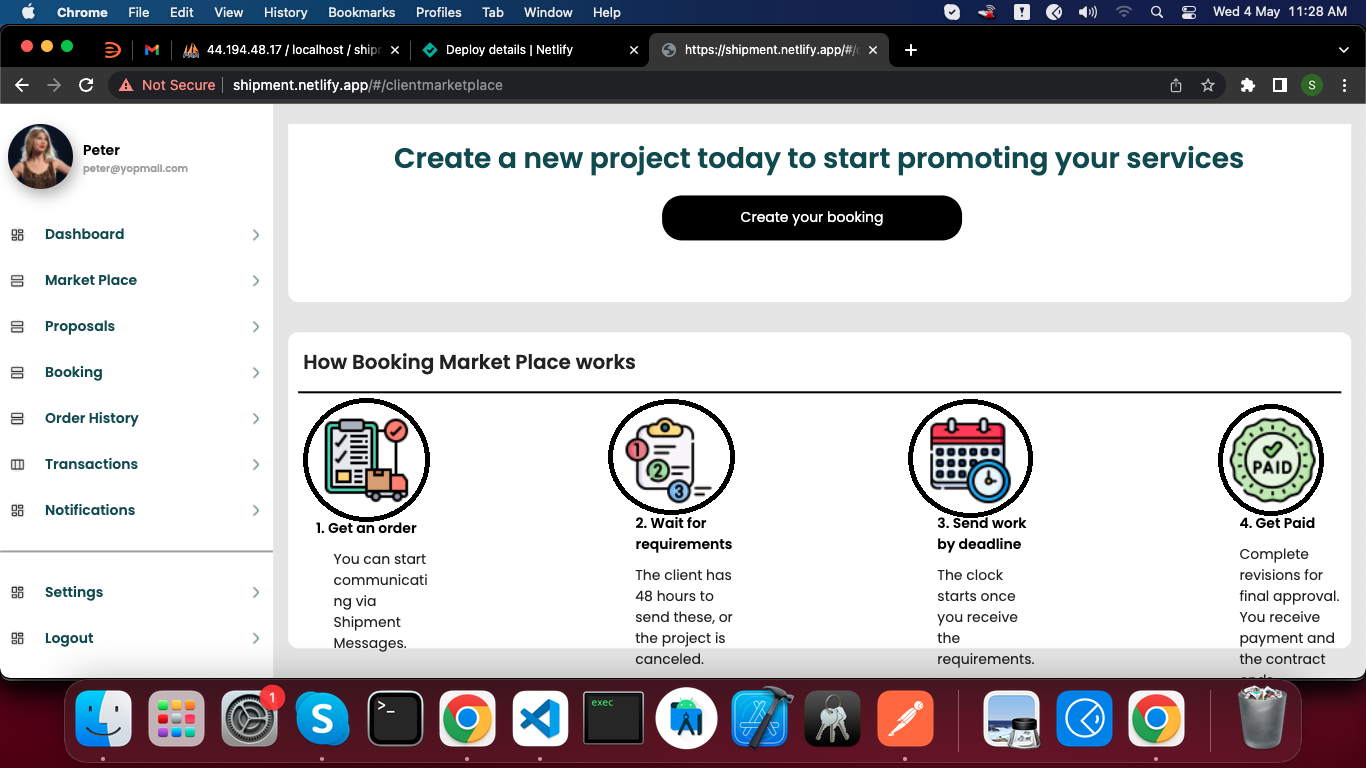 Chrome File Edit View History Bookmarks Profiles Tab Window Help Wed 4 May 11:28 AM
44.194.48.17 / localhost / ship Deploy details | Netlify https://shipment.netlify.app/#/c
Not Secure shipment.netlify.app/#/clientmarketplace S
Peter
peter@yopmail.com
Dashboard
Market Place
Proposals
Booking
Order History
Transactions
Notifications
Settings
Logout
Create a new project today to start promoting your services
Create your booking
How Booking Market Place works
1. Get an order
You can start
communicati
ng via
Shipment
Messages.
1
2
3
2. Wait for
requirements
The client has
48 hours to
send these, or
the project is
canceled.
3. Send work
by deadline
The clock
starts once
you receive
the
requirements.
PAID
4. Get Paid
Complete
revisions for
final approval.
You receive
payment and
the contract
ends
1
S
>_
exec